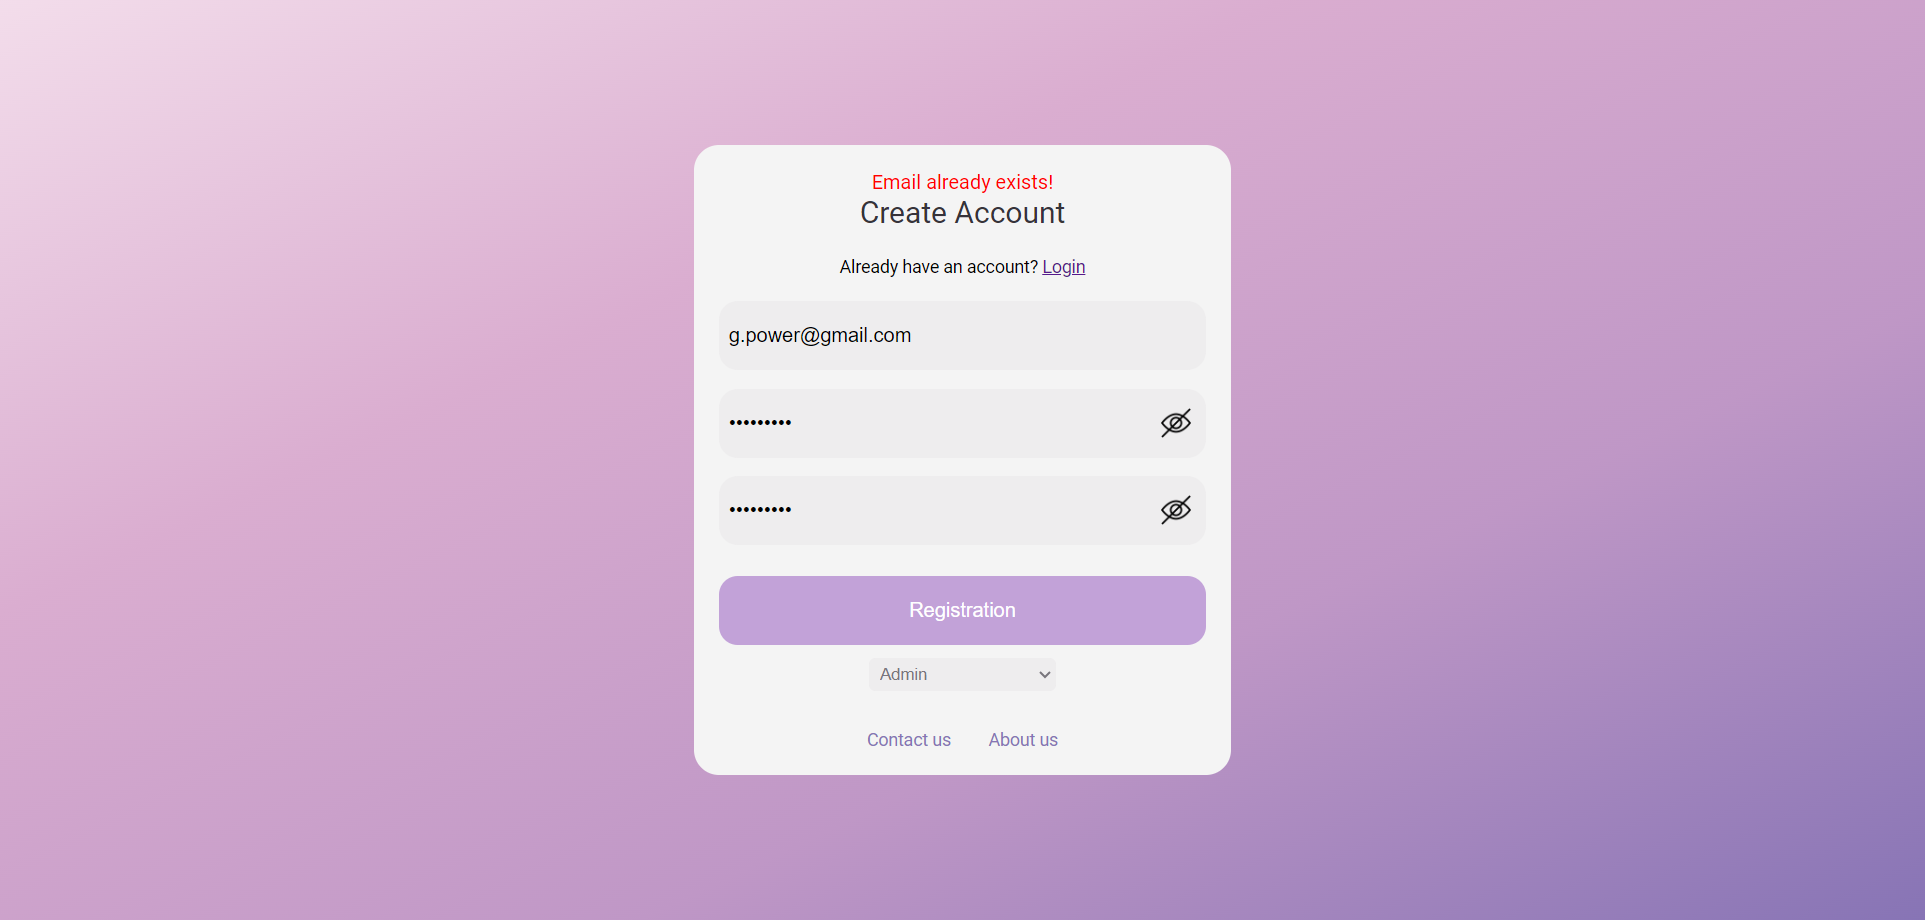 Email already exists!
Create Account
Already have an account? Login
g.power@gmail.com
•••••••••
•••••••••
Registration
Admin
Contact us About us